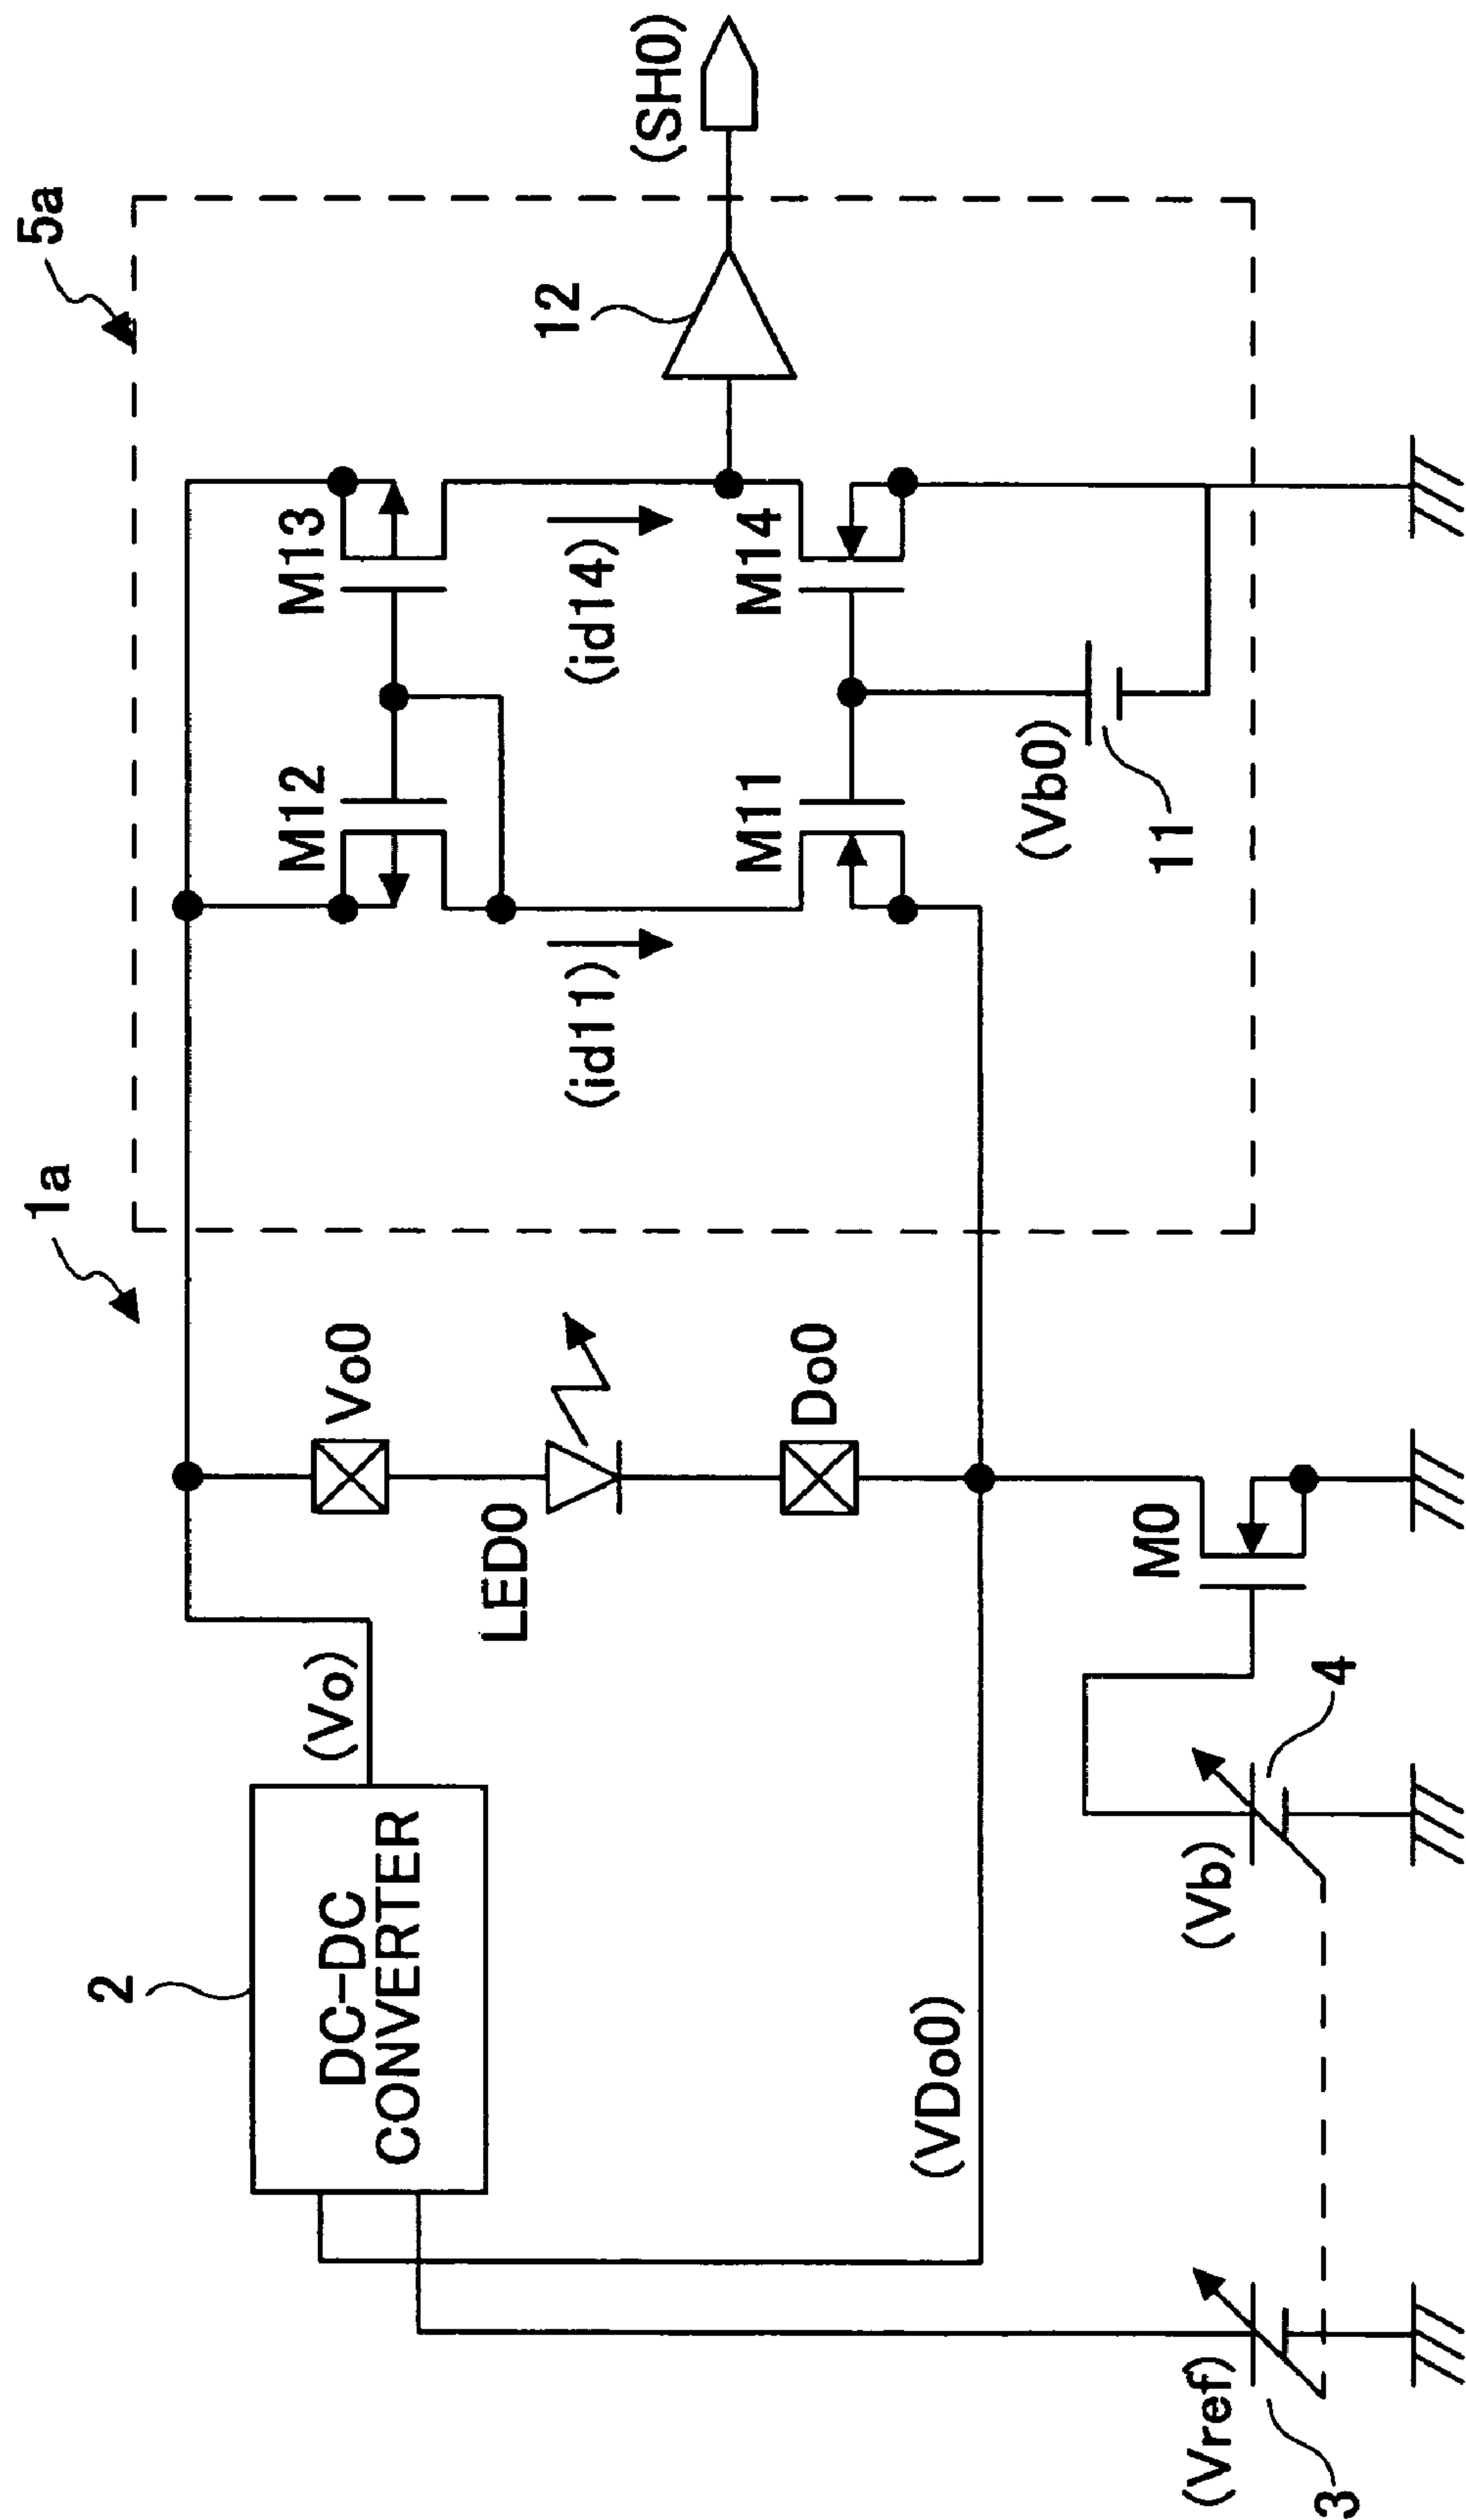 1a
5a
2
DC-DC
CONVERTER
(Vo)
Vo0
LED0
Do0
(VDo0)
M12
M13
(id11)
(id14)
M11
M14
12
(SH0)
(Vb0)
11
M0
(Vref)
3
(Vb)
4